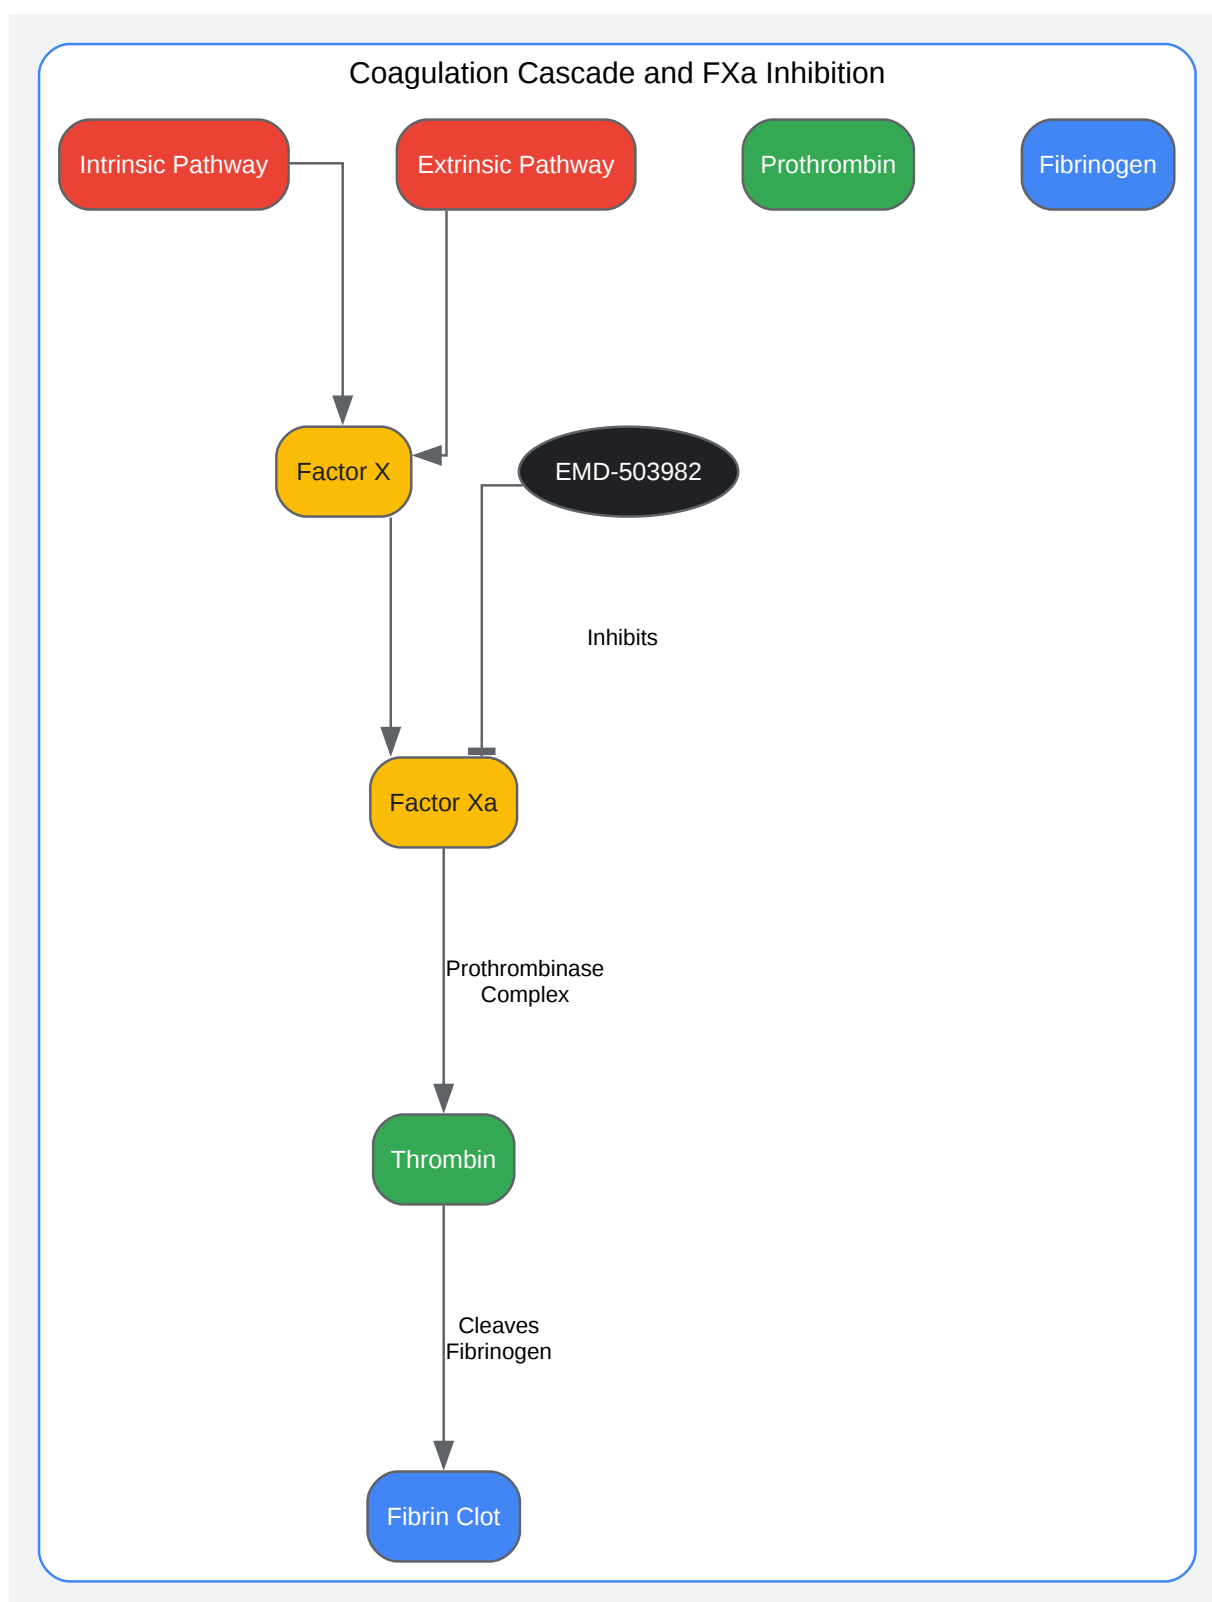 Coagulation Cascade and FXa Inhibition
Intrinsic Pathway
Extrinsic Pathway
Prothrombin
Fibrinogen
Factor X
EMD-503982
Inhibits
Factor Xa
Prothrombinase
Complex
Thrombin
Cleaves
Fibrinogen
Fibrin Clot